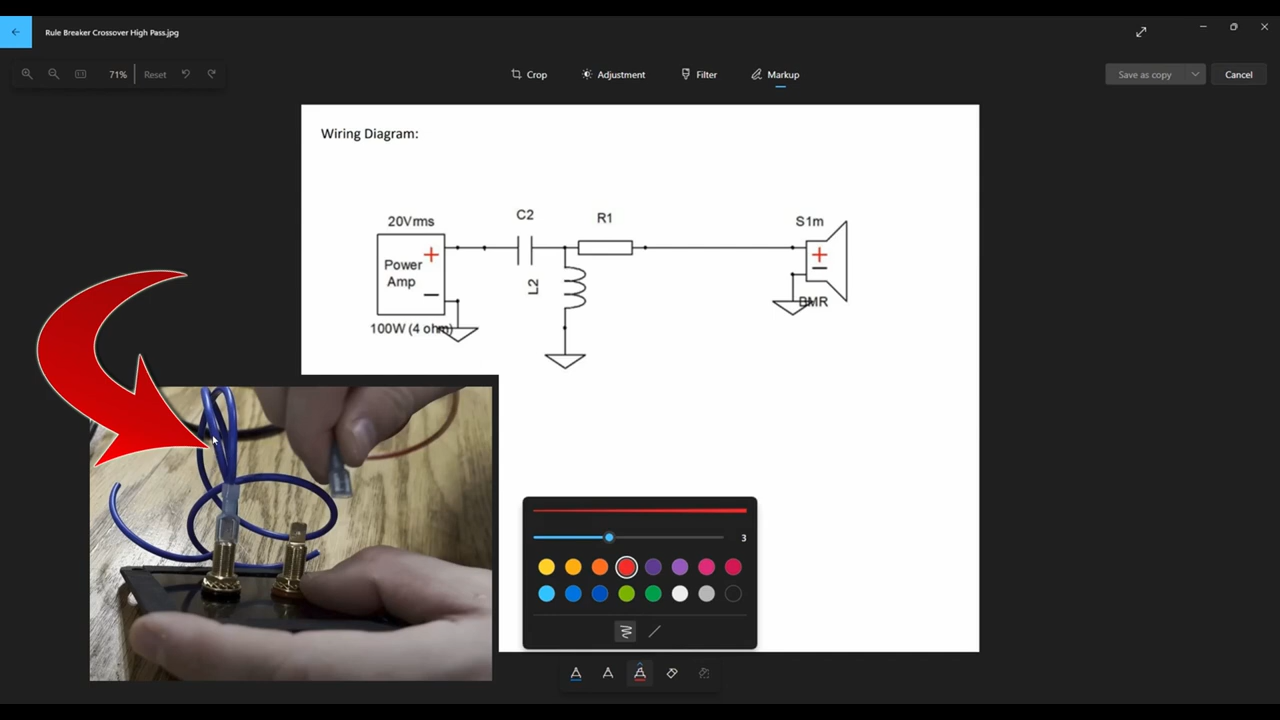 Rule Breaker Crossover High Pass.jpg
71%
Reset
Crop
Adjustment
Filter
Markup
Save as copy
Cancel
Wiring Diagram:
20Vrms
C2
R1
S1m
Power
Amp
L2
BMR
100W (4 ohm)
3